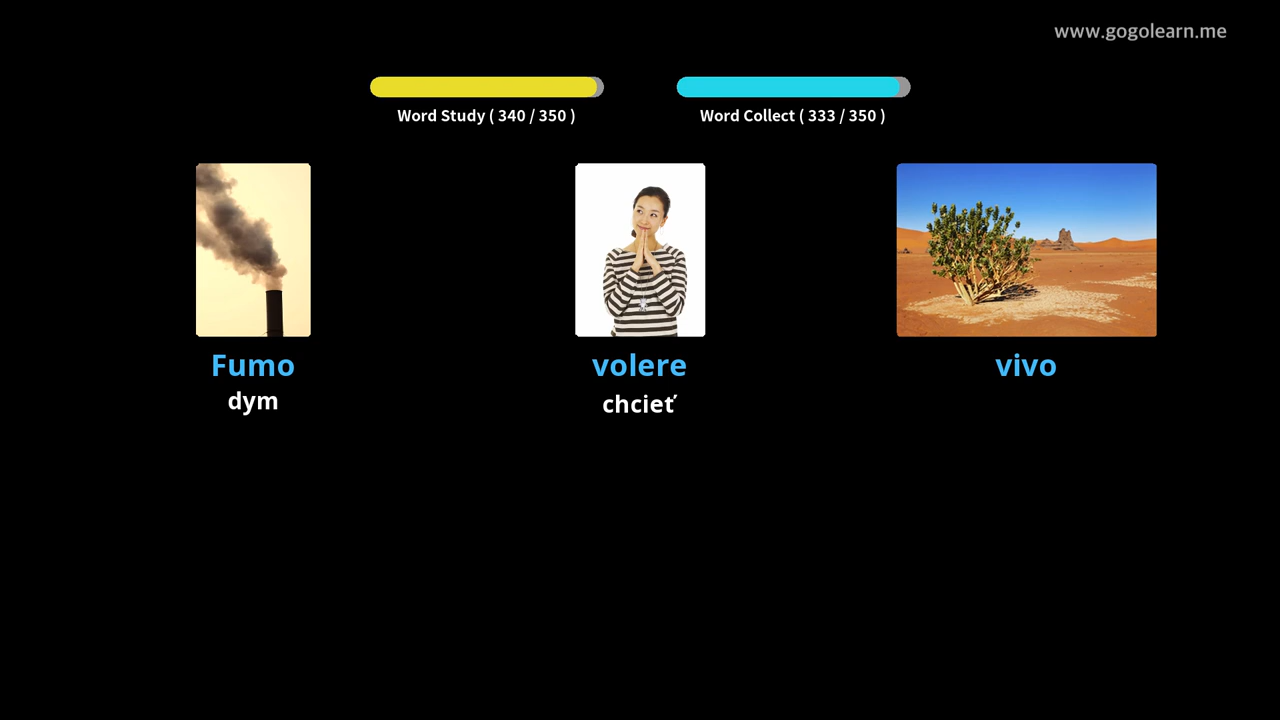 www.gogolearn.me
Word Study ( 340 / 350 )
Word Collect ( 333 / 350 )
Fumo
dym
volere
chcieť
vivo